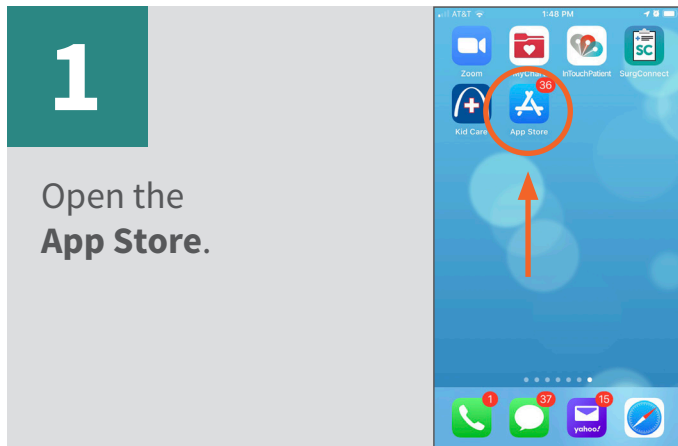 1
Open the
App Store.
AT&T 1:48 PM
Zoom MyChart InTouchPatient SurgConnect
SC
36
Kid Care App Store
1 37 15
yahoo!